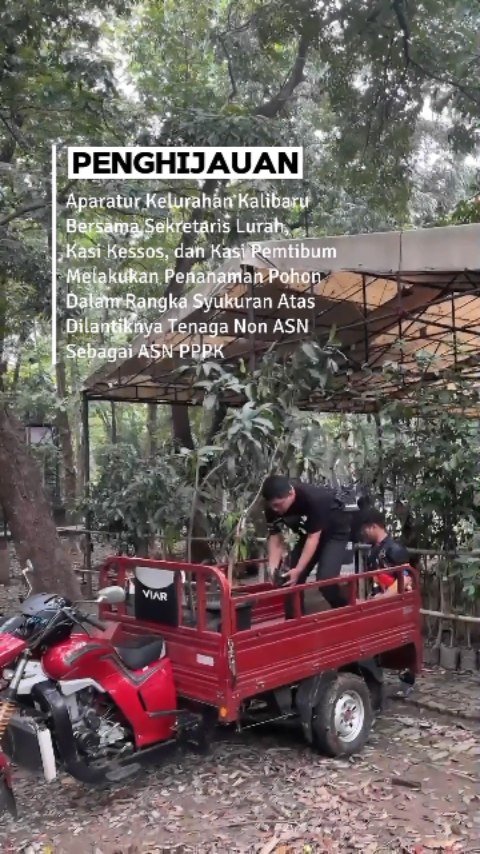 PENGHIJAUAN
Aparatur Kelurahan Kalibaru
Bersama Sekretaris Lurah,
Kasi Kessos, dan Kasi Pemtibum
Melakukan Penanaman Pohon
Dalam Rangka Syukuran Atas
Dilantiknya Tenaga Non ASN
Sebagai ASN PPPK
VIAR